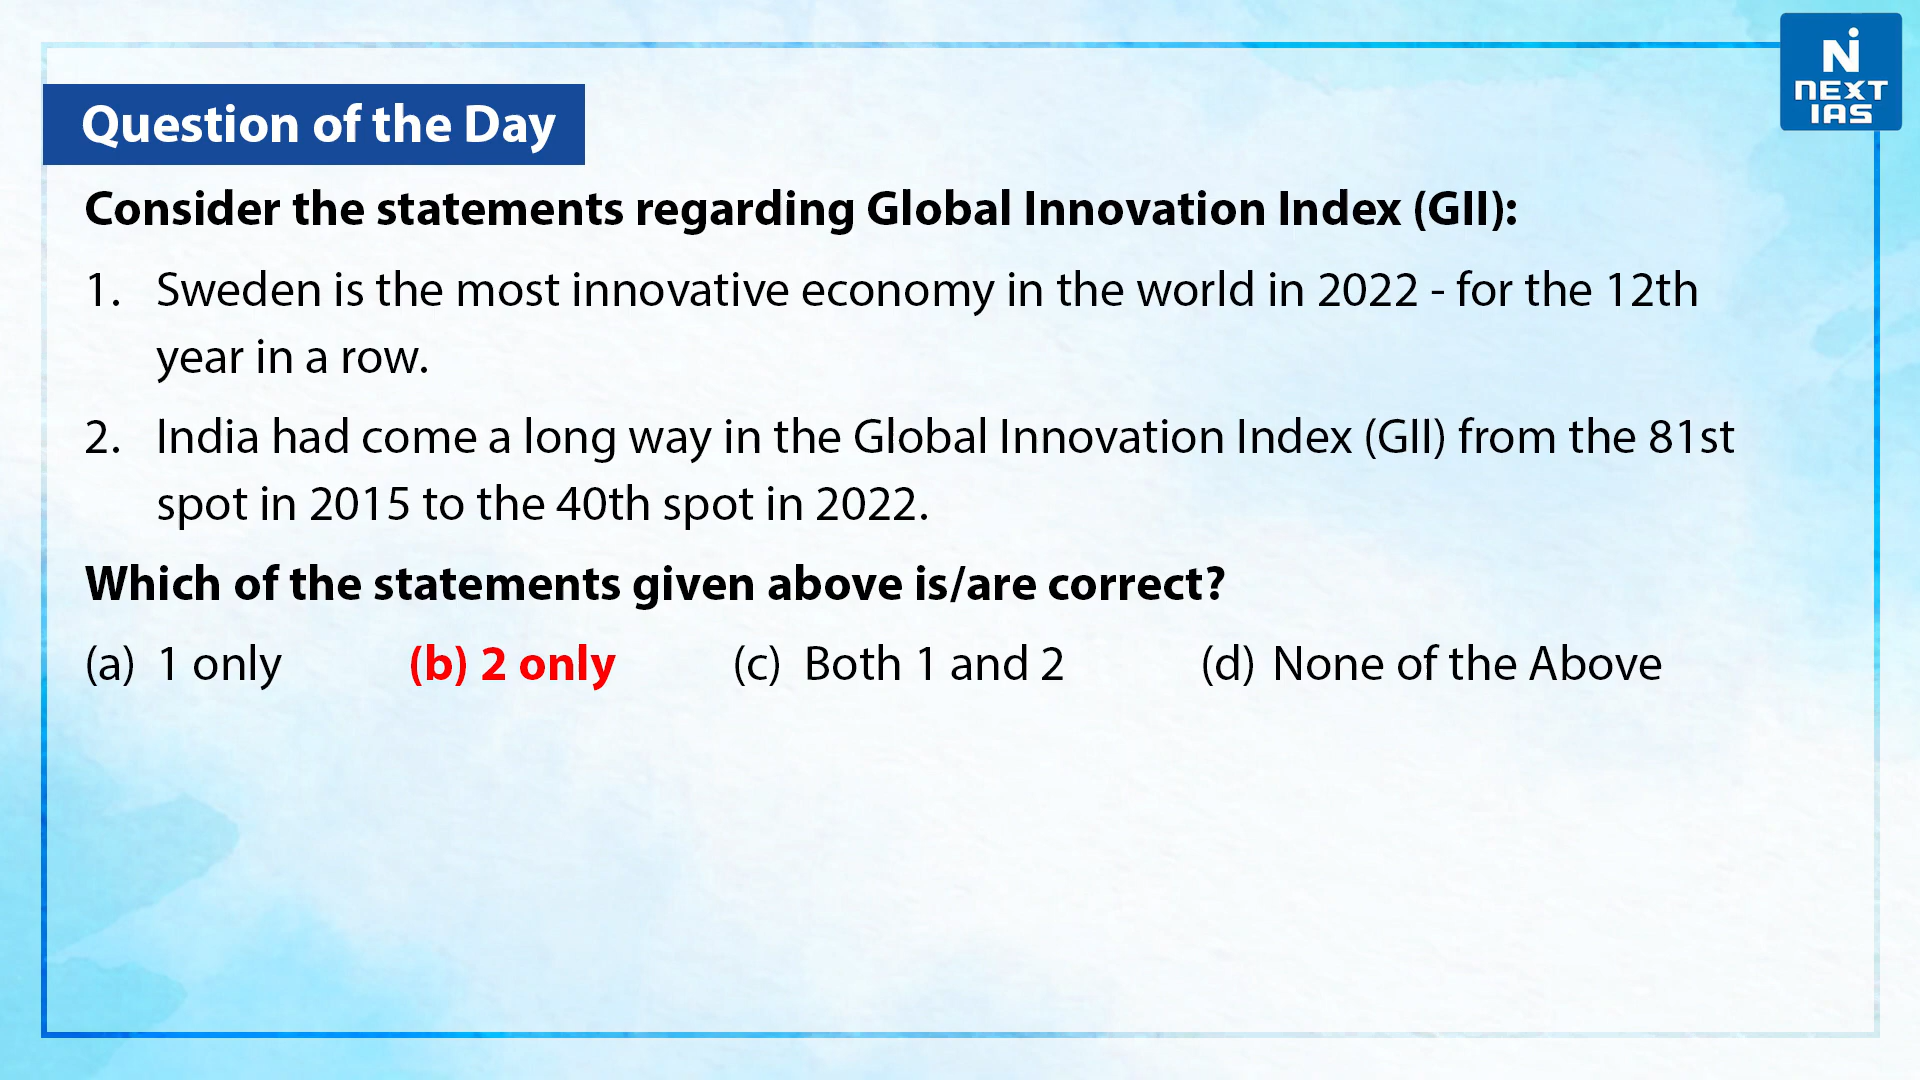 NEXT
IAS
Question of the Day
Consider the statements regarding Global Innovation Index (GII):
1. Sweden is the most innovative economy in the world in 2022 - for the 12th
year in a row.
2. India had come a long way in the Global Innovation Index (GII) from the 81st
spot in 2015 to the 40th spot in 2022.
Which of the statements given above is/are correct?
(a) 1 only (b) 2 only (c) Both 1 and 2 (d) None of the Above